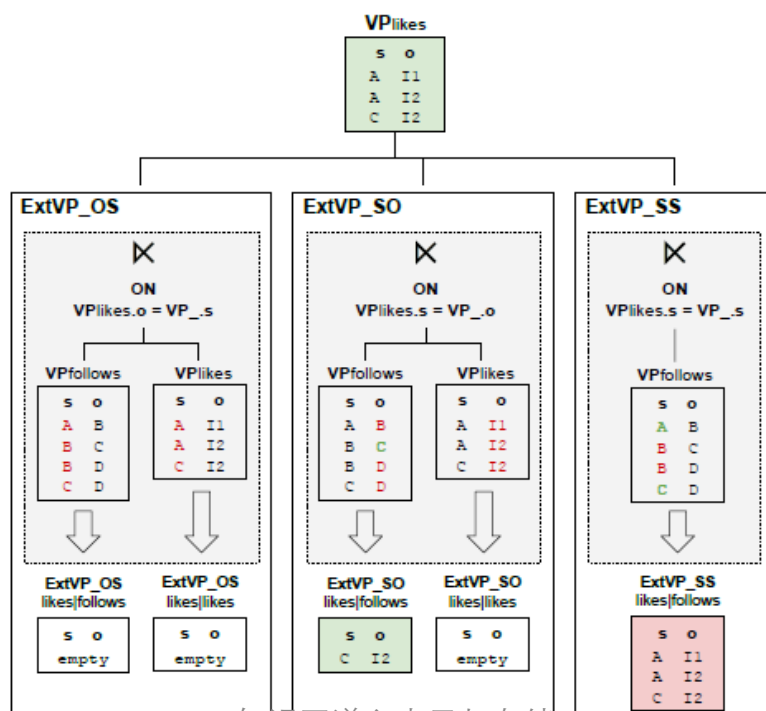 VPlikes
s o
A I1
A I2
C I2
ExtVP_OS
⋉
ON
VPlikes.o = VP_.s
VPfollows
s o
A B
B C
B D
C D
VPlikes
s o
A I1
A I2
C I2
ExtVP_OS
likes|follows
s o
empty
ExtVP_OS
likes|likes
s o
empty
ExtVP_SO
⋉
ON
VPlikes.s = VP_.o
VPfollows
s o
A B
B C
B D
C D
VPlikes
s o
A I1
A I2
C I2
ExtVP_SO
likes|follows
s o
C I2
ExtVP_SO
likes|likes
s o
empty
ExtVP_SS
⋉
ON
VPlikes.s = VP_.s
VPfollows
s o
A B
B C
B D
C D
ExtVP_SS
likes|follows
s o
A I1
A I2
C I2